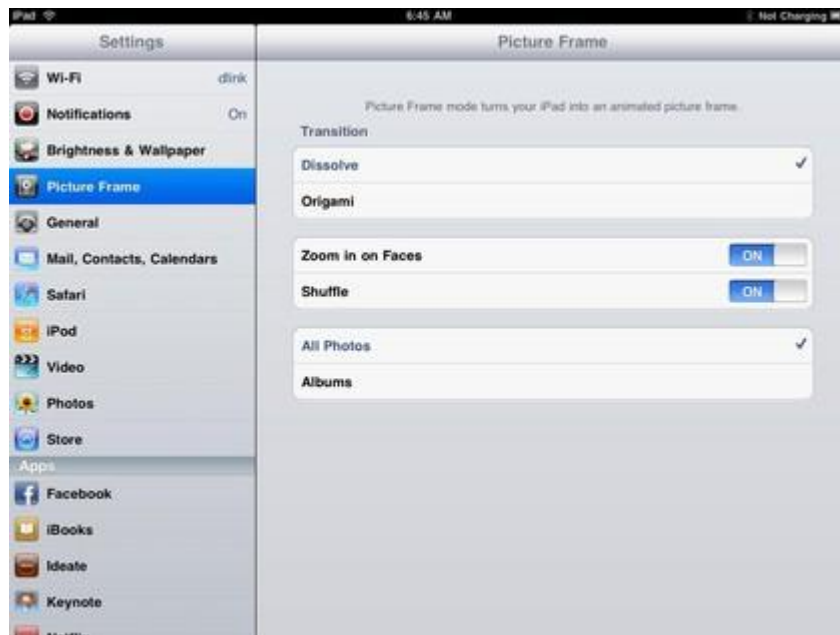 iPad 6:45 AM Not Charging
Settings
Wi-Fi dlink
Notifications On
Brightness & Wallpaper
Picture Frame
General
Mail, Contacts, Calendars
Safari
iPod
Video
Photos
Store
Apps
Facebook
iBooks
Ideate
Keynote
Picture Frame
Picture Frame mode turns your iPad into an animated picture frame.
Transition
Dissolve
Origami
Zoom in on Faces ON
Shuffle ON
All Photos
Albums